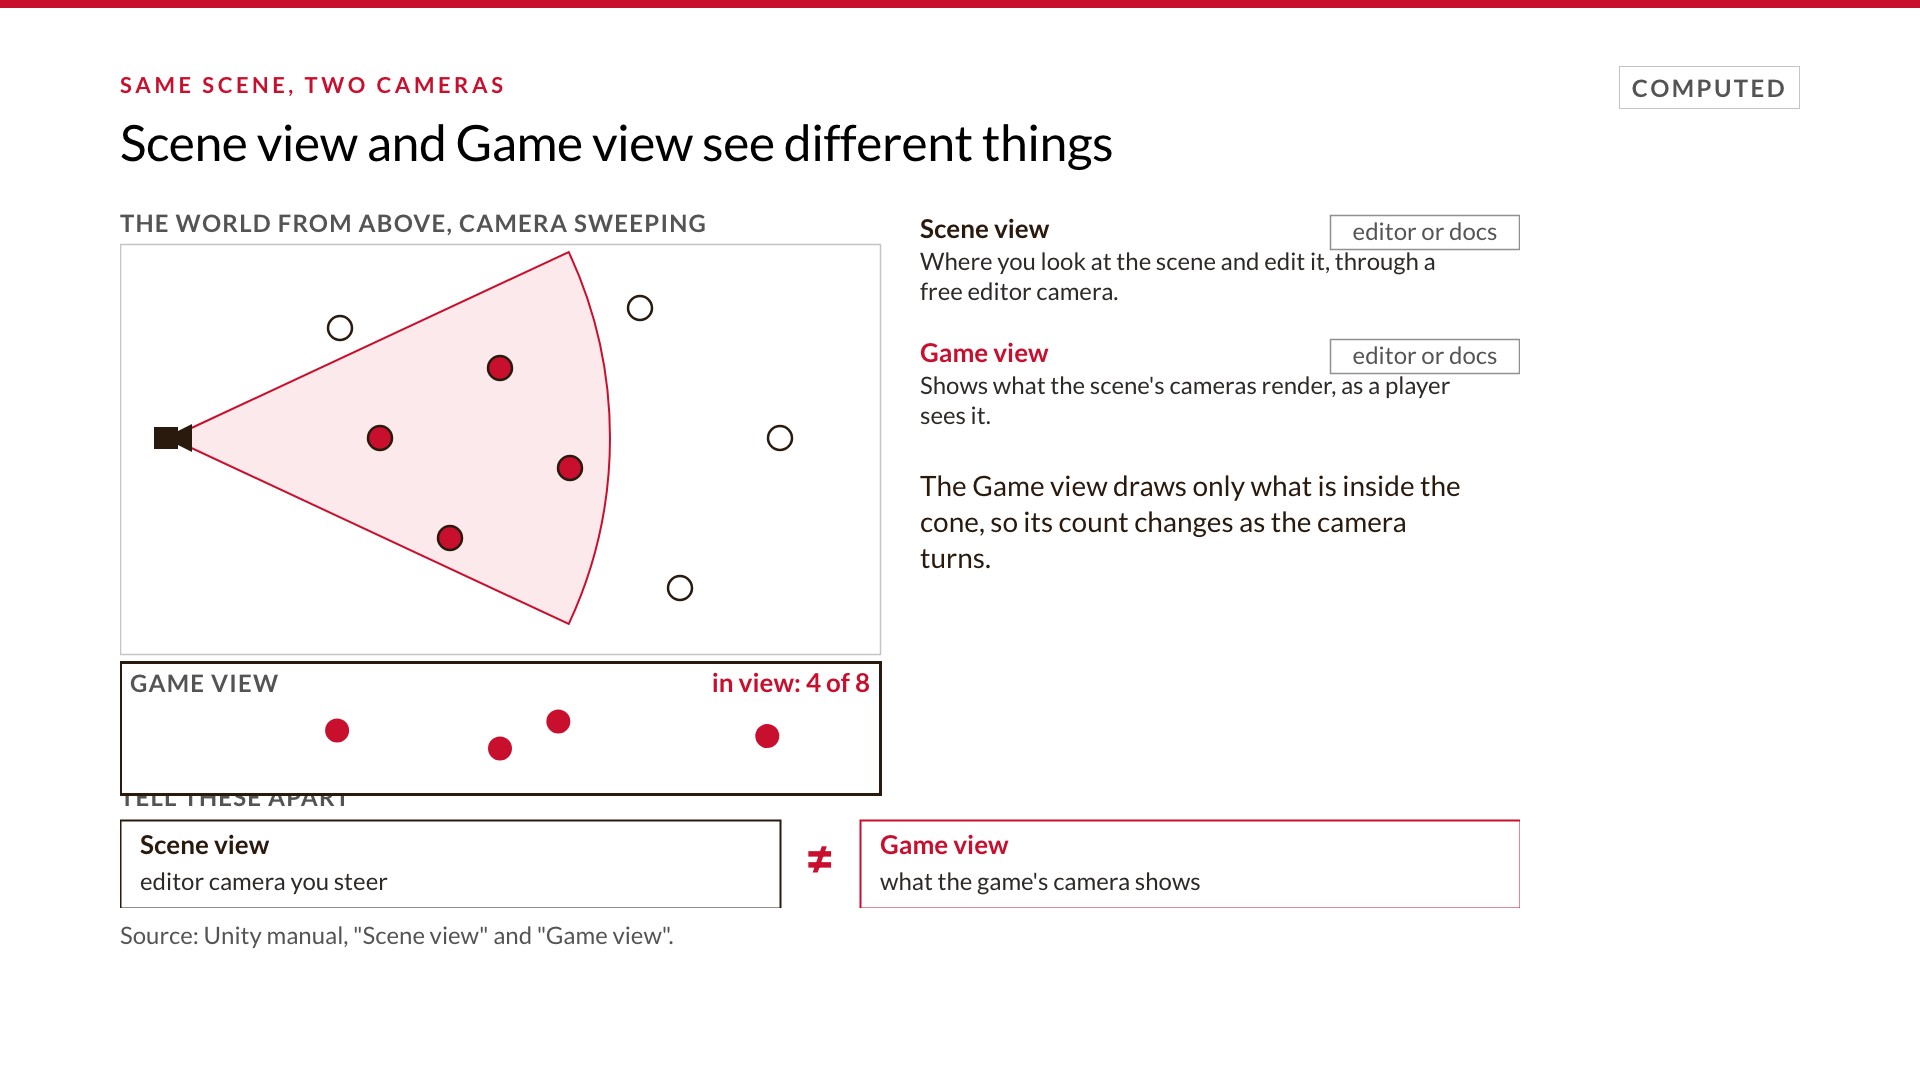 SAME SCENE, TWO CAMERAS
COMPUTED
Scene view and Game view see different things
THE WORLD FROM ABOVE, CAMERA SWEEPING
Scene view
editor or docs
Where you look at the scene and edit it, through a
free editor camera.
Game view
editor or docs
Shows what the scene's cameras render, as a player
sees it.
The Game view draws only what is inside the
cone, so its count changes as the camera
turns.
GAME VIEW
in view: 4 of 8
TELL THESE APART
Scene view
editor camera you steer
≠
Game view
what the game's camera shows
Source: Unity manual, "Scene view" and "Game view".